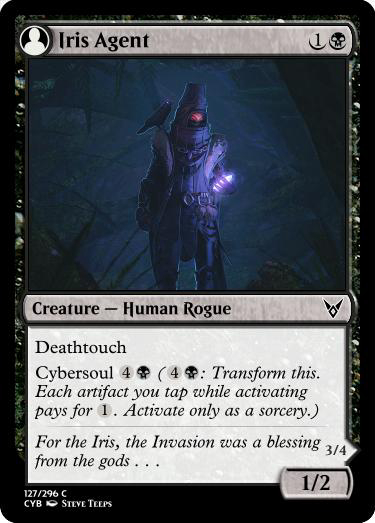 Iris Agent 1
Creature — Human Rogue
Deathtouch
Cybersoul 4 ( 4 : Transform this.
Each artifact you tap while activating
pays for 1 . Activate only as a sorcery.)
For the Iris, the Invasion was a blessing
from the gods . . .
3/4
1/2
127/296 C
CYB Steve Teeps